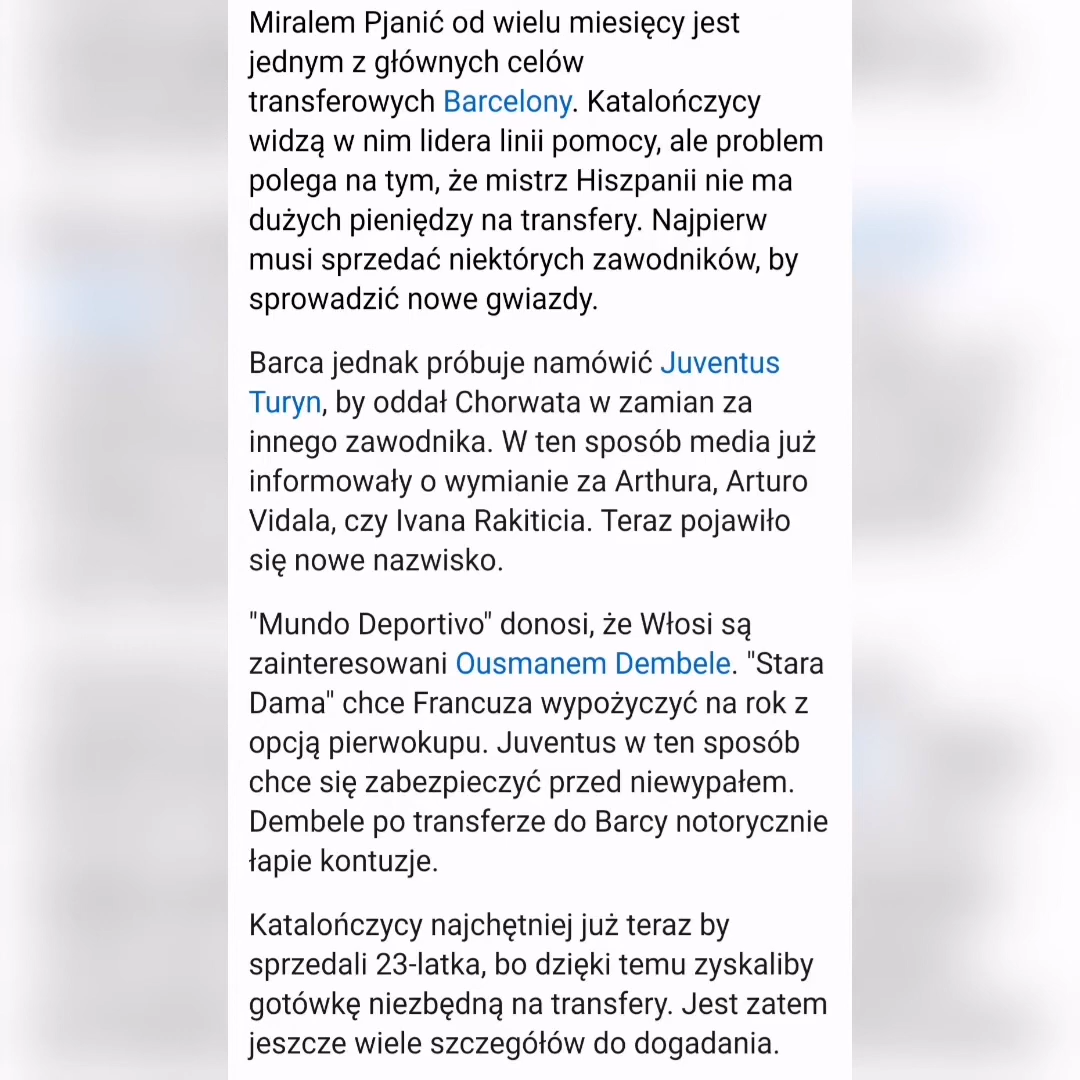 Miralem Pjanić od wielu miesięcy jest
jednym z głównych celów
transferowych Barcelony. Katalończycy
widzą w nim lidera linii pomocy, ale problem
polega na tym, że mistrz Hiszpanii nie ma
dużych pieniędzy na transfery. Najpierw
musi sprzedać niektórych zawodników, by
sprowadzić nowe gwiazdy.
Barca jednak próbuje namówić Juventus
Turyn, by oddał Chorwata w zamian za
innego zawodnika. W ten sposób media już
informowały o wymianie za Arthura, Arturo
Vidala, czy Ivana Rakiticia. Teraz pojawiło
się nowe nazwisko.
"Mundo Deportivo" donosi, że Włosi są
zainteresowani Ousmanem Dembele. "Stara
Dama" chce Francuza wypożyczyć na rok z
opcją pierwokupu. Juventus w ten sposób
chce się zabezpieczyć przed niewypałem.
Dembele po transferze do Barcy notorycznie
łapie kontuzje.
Katalończycy najchętniej już teraz by
sprzedali 23-latka, bo dzięki temu zyskaliby
gotówkę niezbędną na transfery. Jest zatem
jeszcze wiele szczegółów do dogadania.